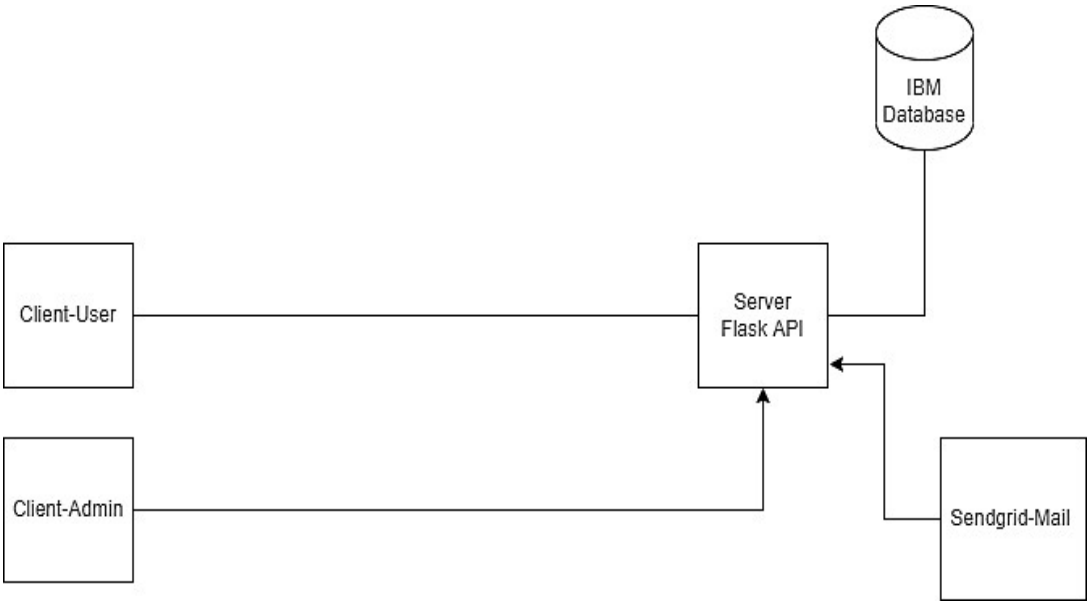 IBM
Database
Client-User
Server
Flask API
Client-Admin
Sendgrid-Mail